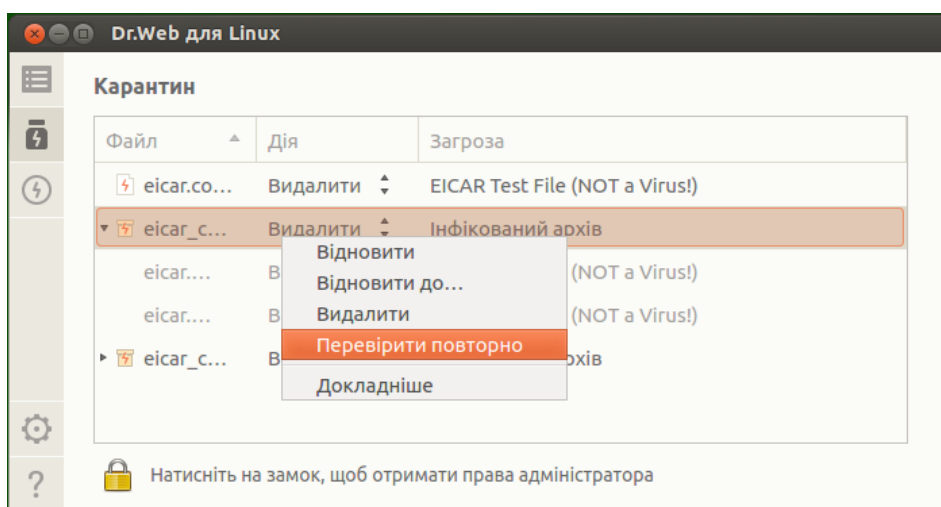 Dr.Web для Linux
Карантин
Файл Дія Загроза
eicar.co... Видалити EICAR Test File (NOT a Virus!)
eicar_c... Видалити Інфікований архів
Відновити
eicar.... В (NOT a Virus!)
Відновити до...
Видалити
eicar.... В (NOT a Virus!)
Перевірити повторно
eicar_c... В рхів
Докладніше
Натисніть на замок, щоб отримати права адміністратора
?